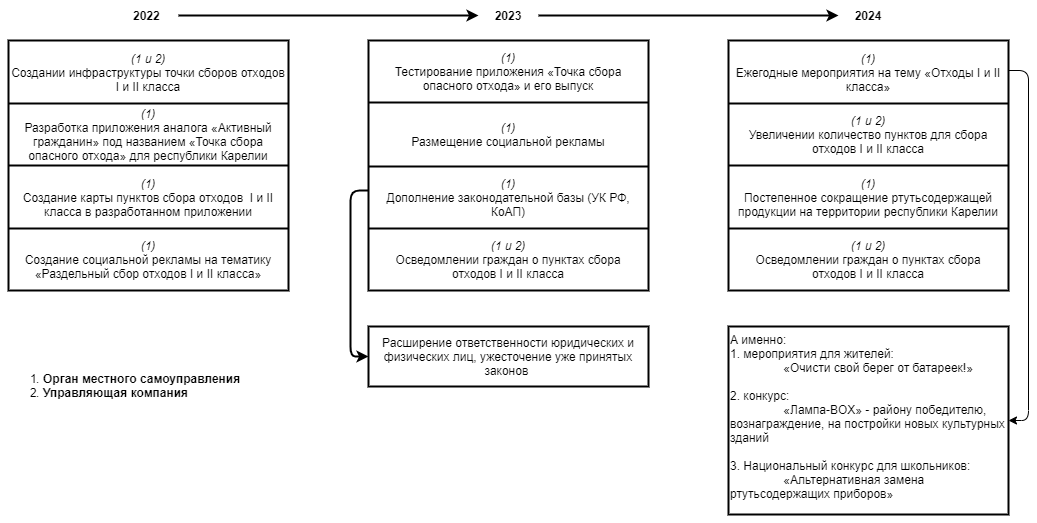 2022
2023
2024
(1 и 2)
Создании инфраструктуры точки сборов отходов
I и II класса
(1)
Разработка приложения аналога «Активный
гражданин» под названием «Точка сбора
опасного отхода» для республики Карелии
(1)
Создание карты пунктов сбора отходов I и II
класса в разработанном приложении
(1)
Создание социальной рекламы на тематику
«Раздельный сбор отходов I и II класса»
(1)
Тестирование приложения «Точка сбора
опасного отхода» и его выпуск
(1)
Размещение социальной рекламы
(1)
Дополнение законодательной базы (УК РФ,
КоАП)
(1 и 2)
Осведомлении граждан о пунктах сбора
отходов I и II класса
(1)
Ежегодные мероприятия на тему «Отходы I и II
класса»
(1 и 2)
Увеличении количество пунктов для сбора
отходов I и II класса
(1)
Постепенное сокращение ртутьсодержащей
продукции на территории республики Карелии
(1 и 2)
Осведомлении граждан о пунктах сбора
отходов I и II класса
Расширение ответственности юридических и
физических лиц, ужесточение уже принятых
законов
А именно:
1. мероприятия для жителей:
«Очисти свой берег от батареек!»
2. конкурс:
«Лампа-BOX» - району победителю,
вознаграждение, на постройки новых культурных
зданий
3. Национальный конкурс для школьников:
«Альтернативная замена
ртутьсодержащих приборов»
1. Орган местного самоуправления
2. Управляющая компания